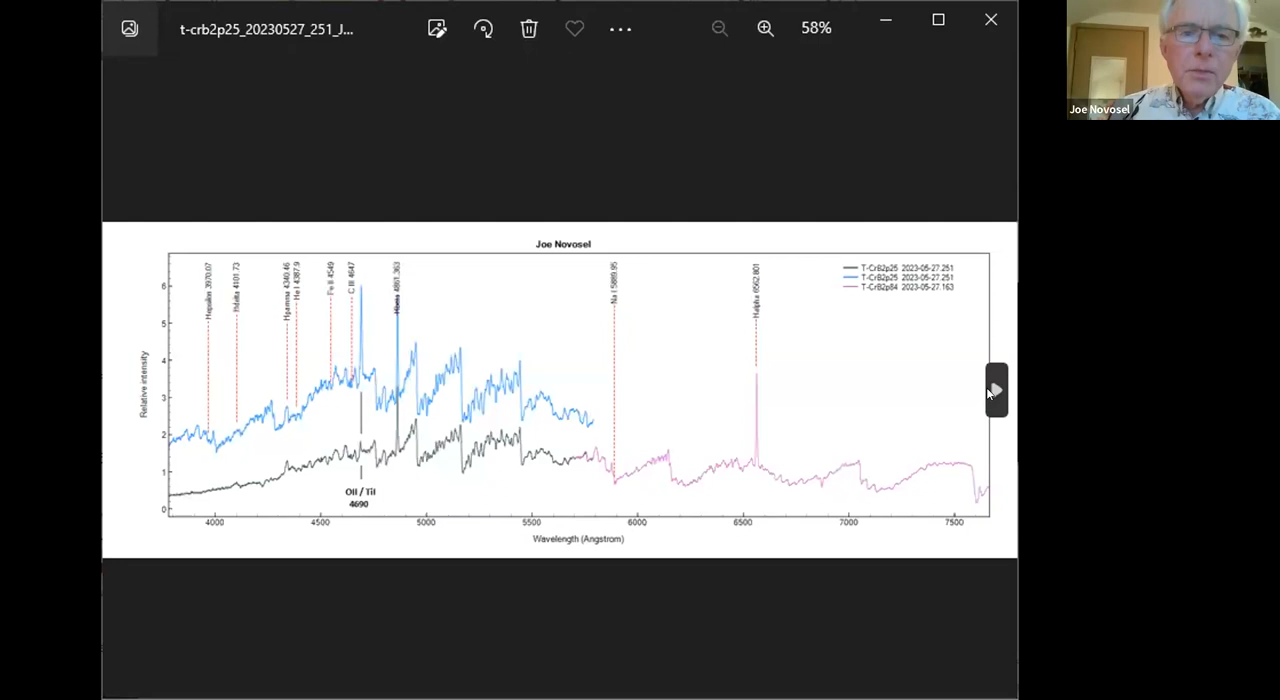 t-crb2p25_20230527_251_J...
58%
Joe Novosel
Joe Novosel
Hepsilon 3970.07
Hdelta 4101.73
Hgamma 4340.46
He I 4387.9
Fe II 4549
C III 4647
Hbeta 4861.363
Na I 5889.95
Halpha 6562.801
T-CrB2p25 2023-05-27.251
T-CrB2p25 2023-05-27.251
T-CrB2p84 2023-05-27.163
Relative intensity
6
5
4
3
2
1
0
OII / TiI
4690
4000 4500 5000 5500 6000 6500 7000 7500
Wavelength (Angstrom)